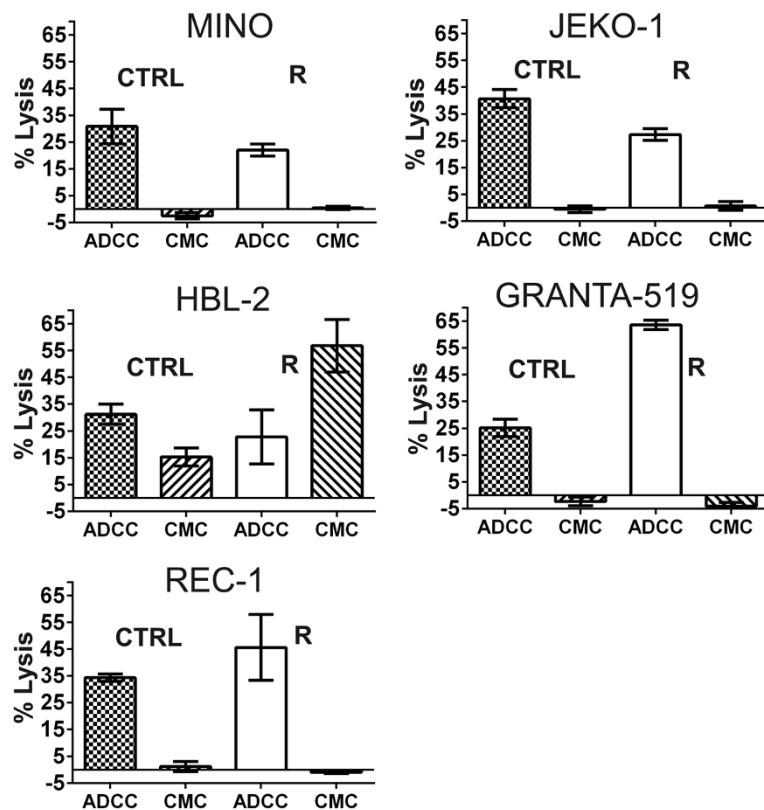 MINO
% Lysis
65
55
45
35
25
15
5
-5
CTRL
R
ADCC CMC ADCC CMC
JEKO-1
% Lysis
65
55
45
35
25
15
5
-5
CTRL
R
ADCC CMC ADCC CMC
HBL-2
% Lysis
65
55
45
35
25
15
5
-5
CTRL
R
ADCC CMC ADCC CMC
GRANTA-519
% Lysis
65
55
45
35
25
15
5
-5
CTRL
R
ADCC CMC ADCC CMC
REC-1
% Lysis
65
55
45
35
25
15
5
-5
CTRL
R
ADCC CMC ADCC CMC